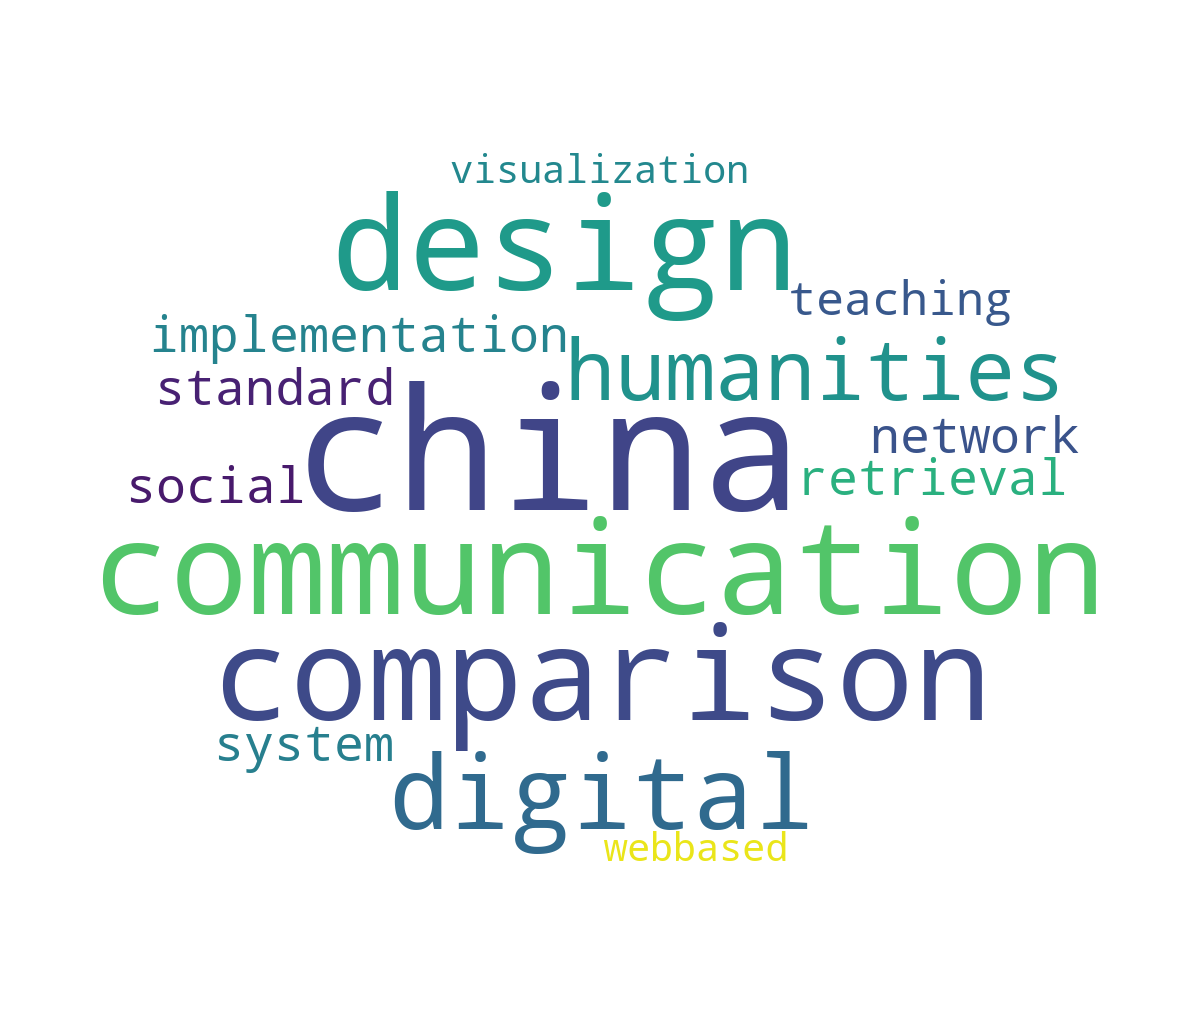 visualization
design
teaching
implementation
humanities
standard
china
network
social
retrieval
communication
comparison
system
digital
webbased